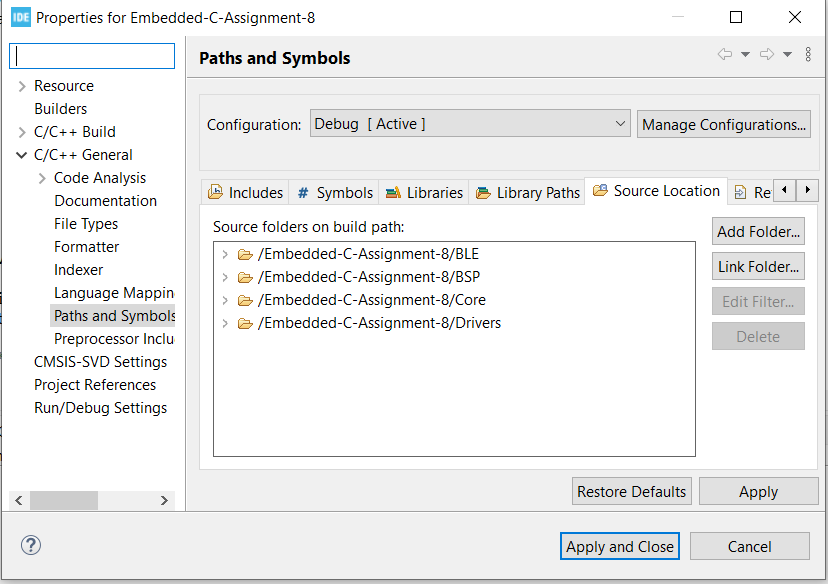 IDE Properties for Embedded-C-Assignment-8
Resource
Builders
C/C++ Build
C/C++ General
Code Analysis
Documentation
File Types
Formatter
Indexer
Language Mappin
Paths and Symbols
Preprocessor Inclu
CMSIS-SVD Settings
Project References
Run/Debug Settings
Paths and Symbols
Configuration: Debug [ Active ] Manage Configurations...
Includes # Symbols Libraries Library Paths Source Location Re
Source folders on build path:
/Embedded-C-Assignment-8/BLE
/Embedded-C-Assignment-8/BSP
/Embedded-C-Assignment-8/Core
/Embedded-C-Assignment-8/Drivers
Add Folder...
Link Folder...
Edit Filter...
Delete
Restore Defaults Apply
? Apply and Close Cancel